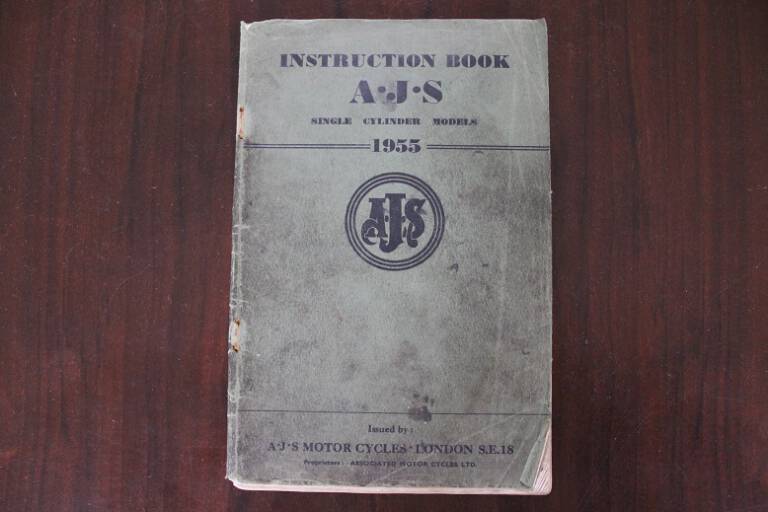 INSTRUCTION BOOK
A·J·S
SINGLE CYLINDER MODELS
1955
AJS
Issued by:
A·J·S MOTOR CYCLES · LONDON S.E.18
Proprietors: ASSOCIATED MOTOR CYCLES LTD.